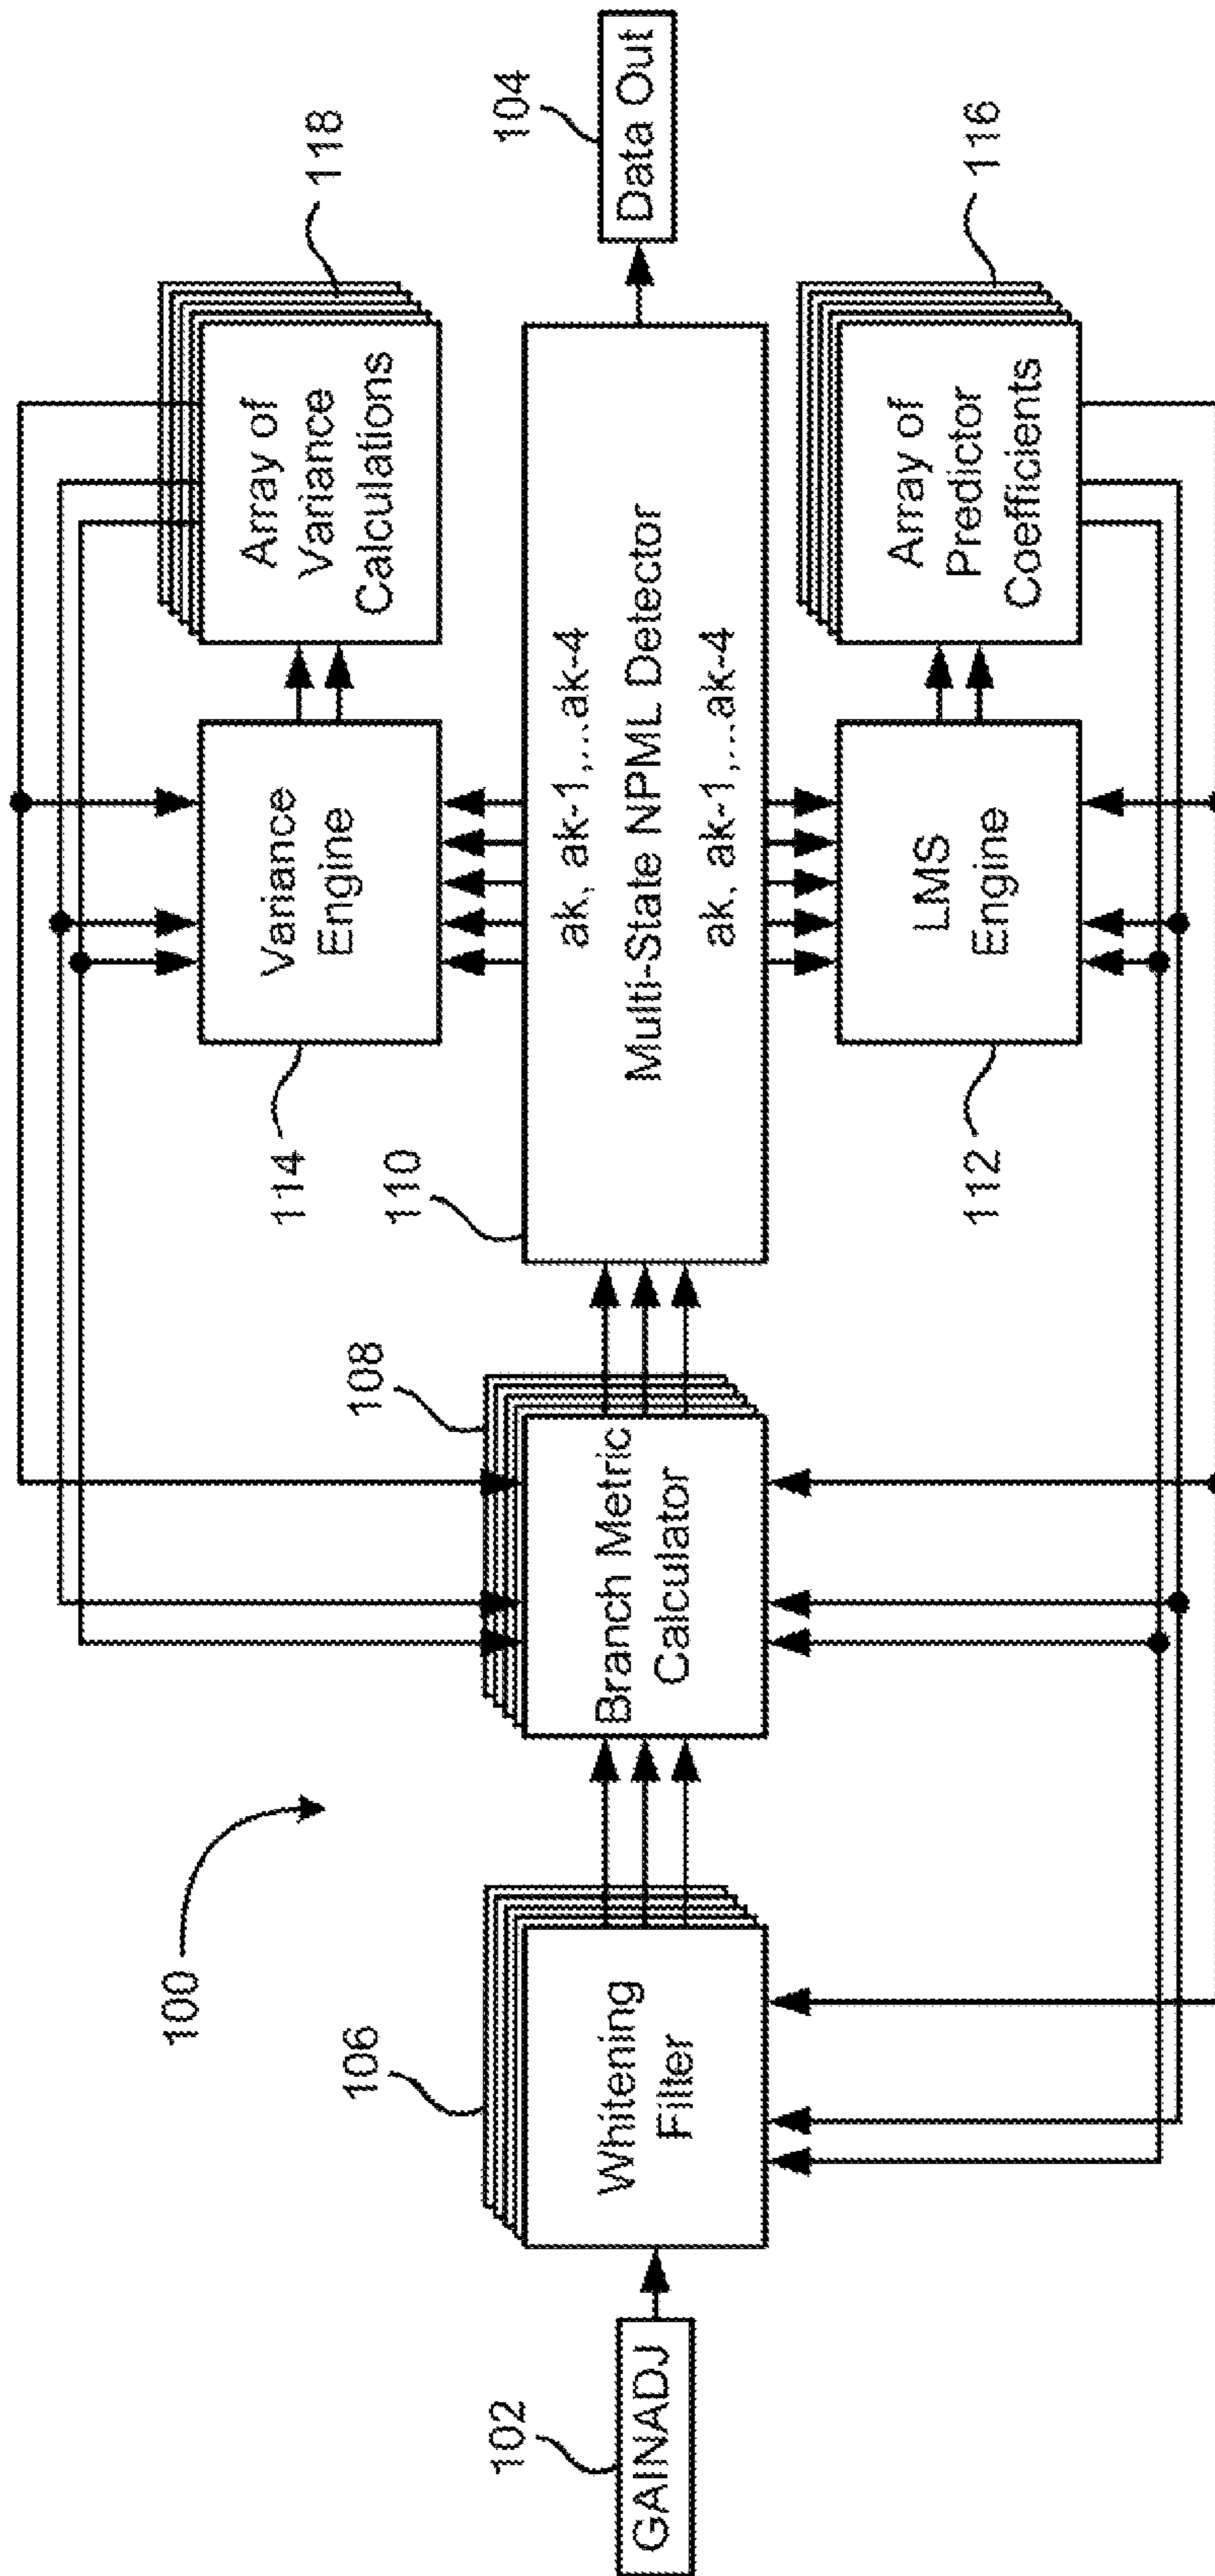 100
102
GAINADJ
106
Whitening
Filter
108
Branch Metric
Calculator
110
ak, ak-1,...ak-4
Multi-State NPML Detector
ak, ak-1,...ak-4
104
Data Out
114
Variance
Engine
118
Array of
Variance
Calculations
112
LMS
Engine
116
Array of
Predictor
Coefficients